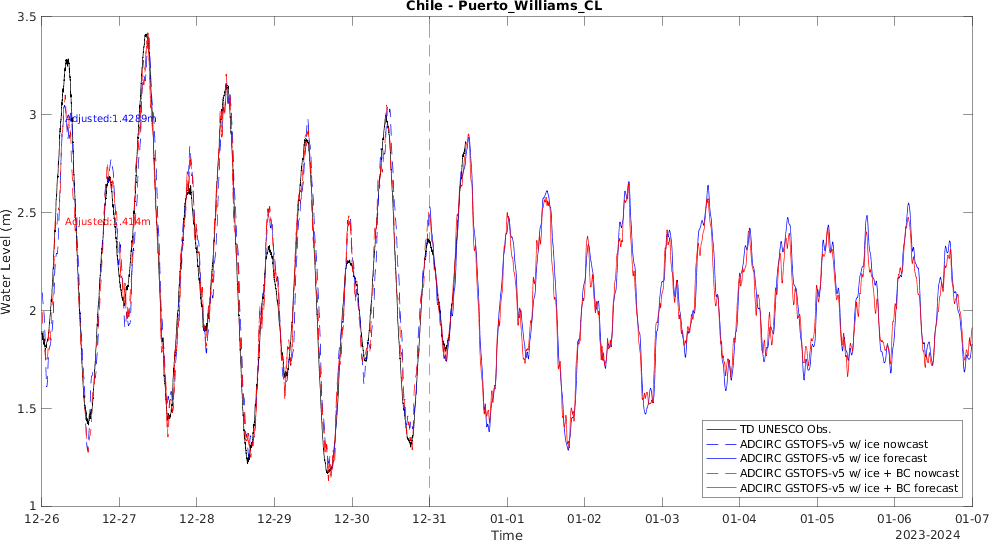 Chile - Puerto_Williams_CL
Water Level (m)
3.5
3
2.5
2
1.5
1
Adjusted:1.4289m
Adjusted:1.414m
TD UNESCO Obs.
ADCIRC GSTOFS-v5 w/ ice nowcast
ADCIRC GSTOFS-v5 w/ ice forecast
ADCIRC GSTOFS-v5 w/ ice + BC nowcast
ADCIRC GSTOFS-v5 w/ ice + BC forecast
12-26 12-27 12-28 12-29 12-30 12-31 01-01 01-02 01-03 01-04 01-05 01-06 01-07
Time
2023-2024